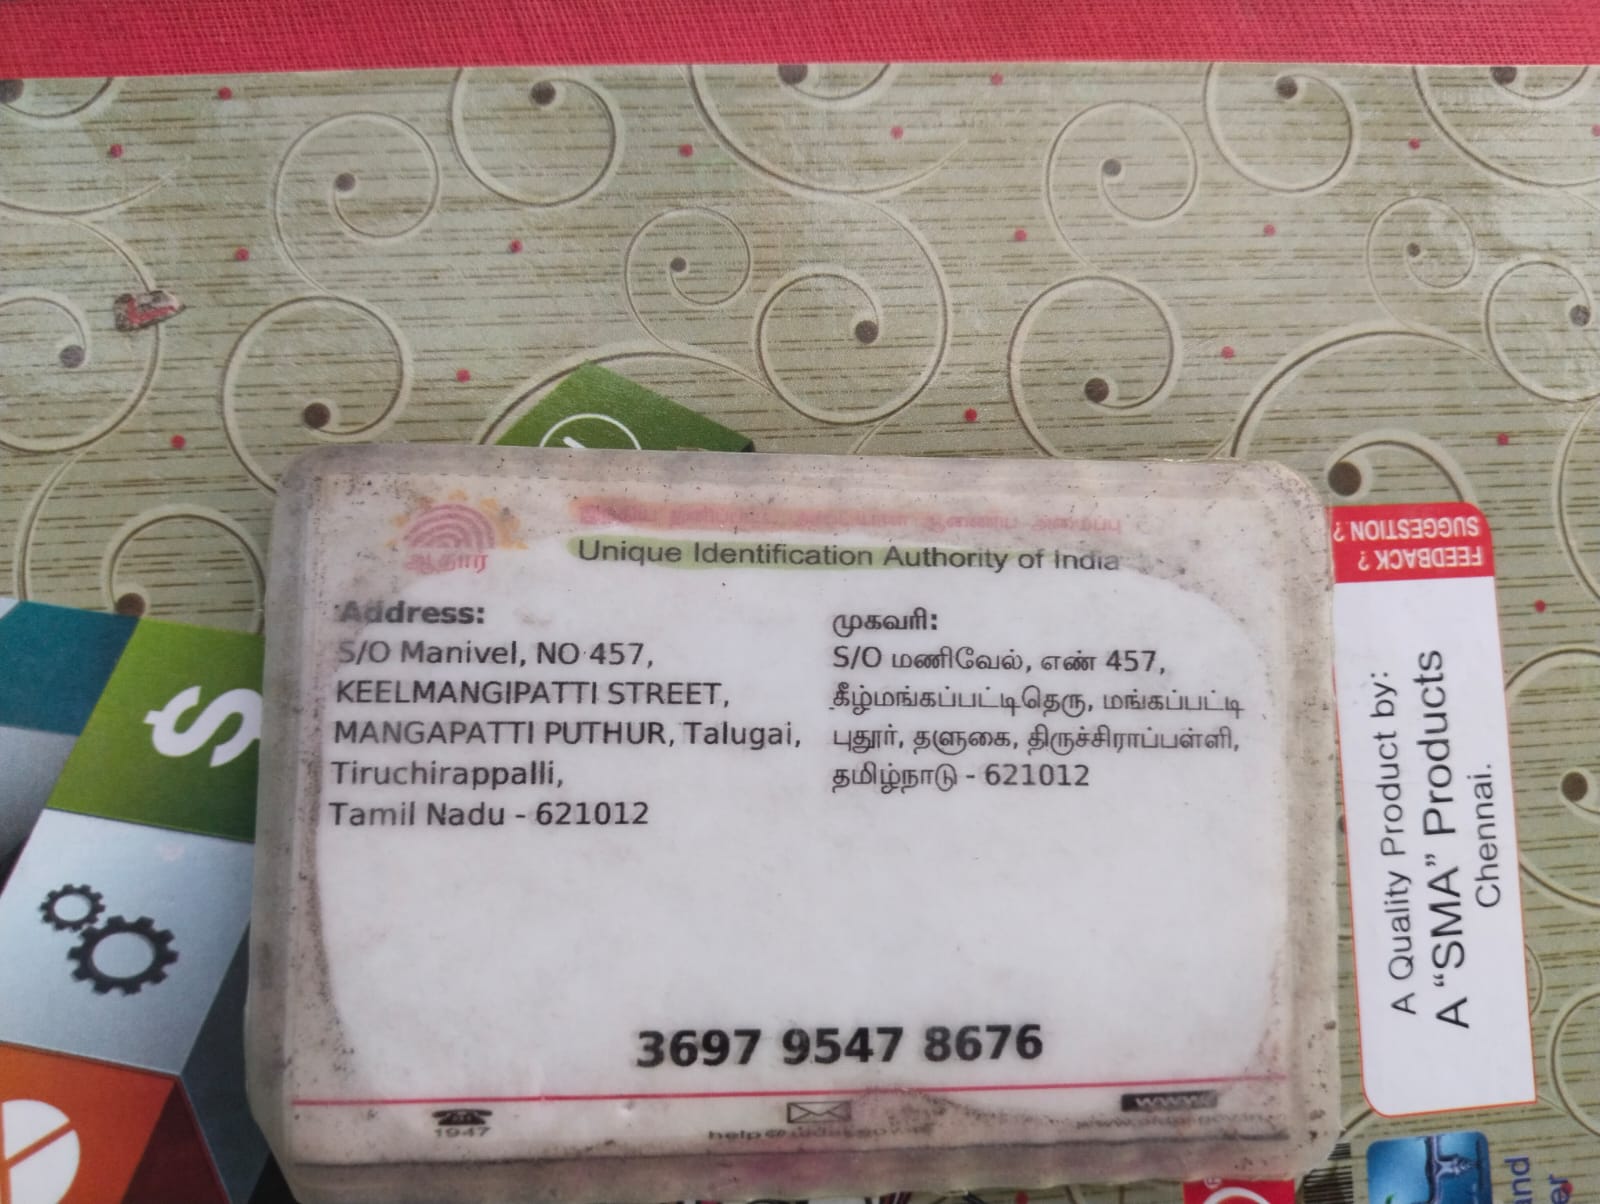 ஆதார்
Unique Identification Authority of India
Address:
S/O Manivel, NO 457,
KEELMANGIPATTI STREET,
MANGAPATTI PUTHUR, Talugai,
Tiruchirappalli,
Tamil Nadu - 621012
முகவரி:
S/O மணிவேல், எண் 457,
கீழ்மங்கப்பட்டிதெரு, மங்கப்பட்டி
புதூர், தளுகை, திருச்சிராப்பள்ளி,
தமிழ்நாடு - 621012
3697 9547 8676
1947
FEEDBACK ?
SUGGESTION ?
A Quality Product by:
A “SMA” Products
Chennai.